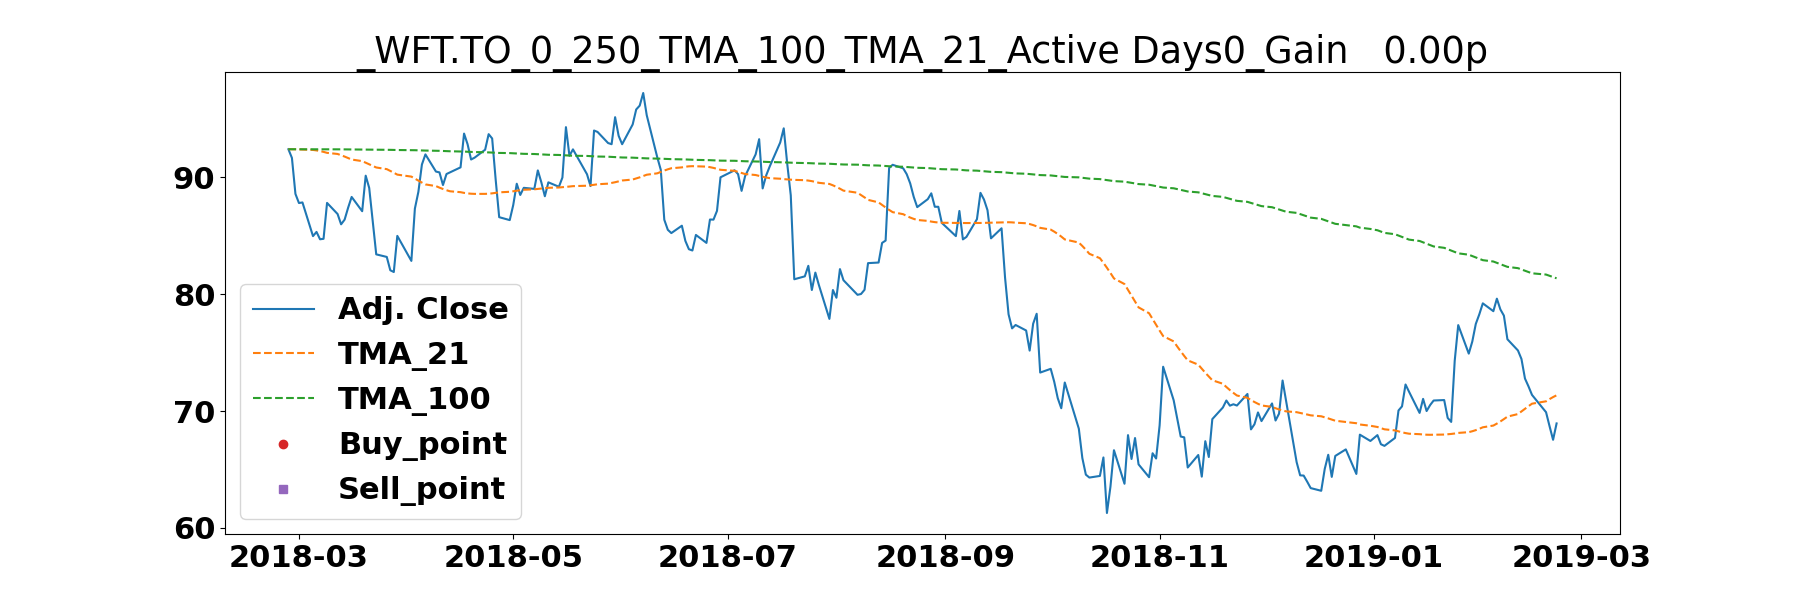 _WFT.TO_0_250_TMA_100_TMA_21_Active Days0_Gain   0.00p
90
80
70
60
Adj. Close
TMA_21
TMA_100
Buy_point
Sell_point
2018-03 2018-05 2018-07 2018-09 2018-11 2019-01 2019-03